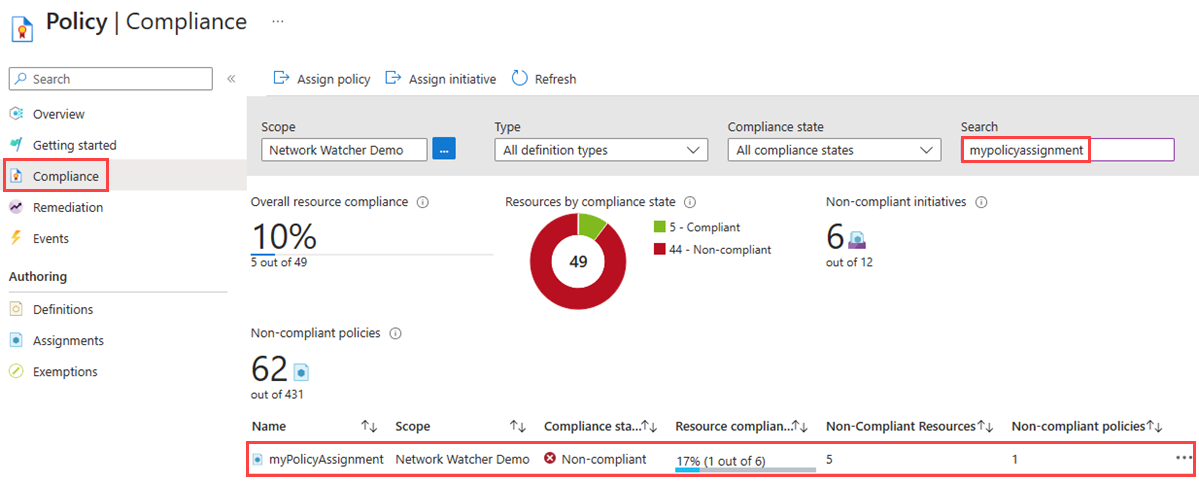 Policy | Compliance ...
Search «
Overview
Getting started
Compliance
Remediation
Events
Authoring
Definitions
Assignments
Exemptions
Assign policy Assign initiative Refresh
Scope Type Compliance state Search
Network Watcher Demo ... All definition types All compliance states mypolicyassignment
Overall resource compliance Resources by compliance state Non-compliant initiatives
10%
5 out of 49
49
5 - Compliant
44 - Non-compliant
6
out of 12
Non-compliant policies
62
out of 431
Name ↑↓ Scope ↑↓ Compliance sta...↑↓ Resource complian...↑↓ Non-Compliant Resources↑↓ Non-compliant policies↑↓
myPolicyAssignment Network Watcher Demo Non-compliant 17% (1 out of 6) 5 1 ...